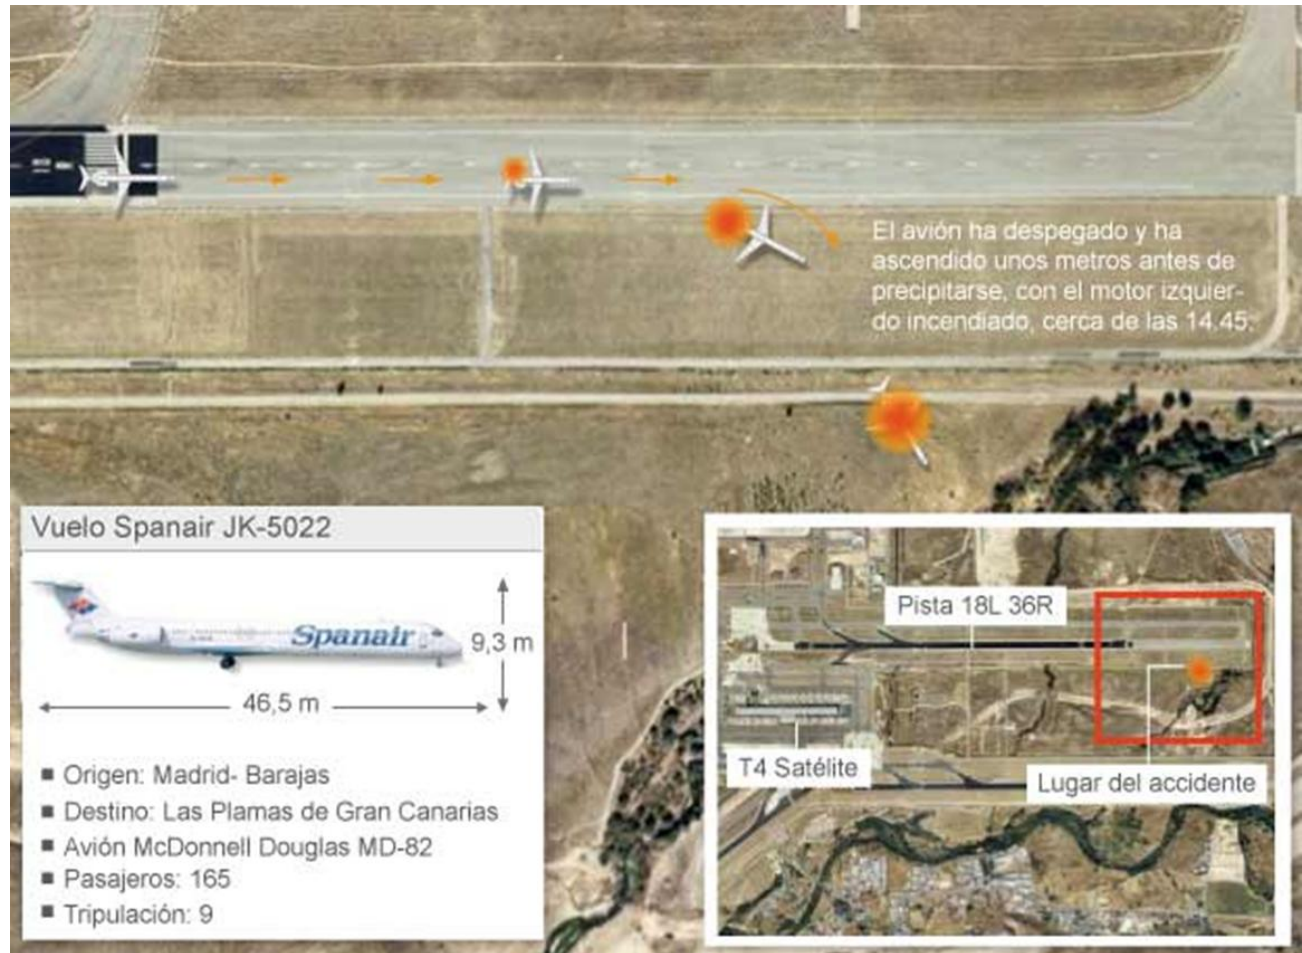 El avión ha despegado y ha
ascendido unos metros antes de
precipitarse, con el motor izquier-
do incendiado, cerca de las 14.45.
Vuelo Spanair JK-5022
Spanair
9,3 m
46,5 m
Origen: Madrid- Barajas
Destino: Las Plamas de Gran Canarias
Avión McDonnell Douglas MD-82
Pasajeros: 165
Tripulación: 9
Pista 18L 36R
T4 Satélite
Lugar del accidente